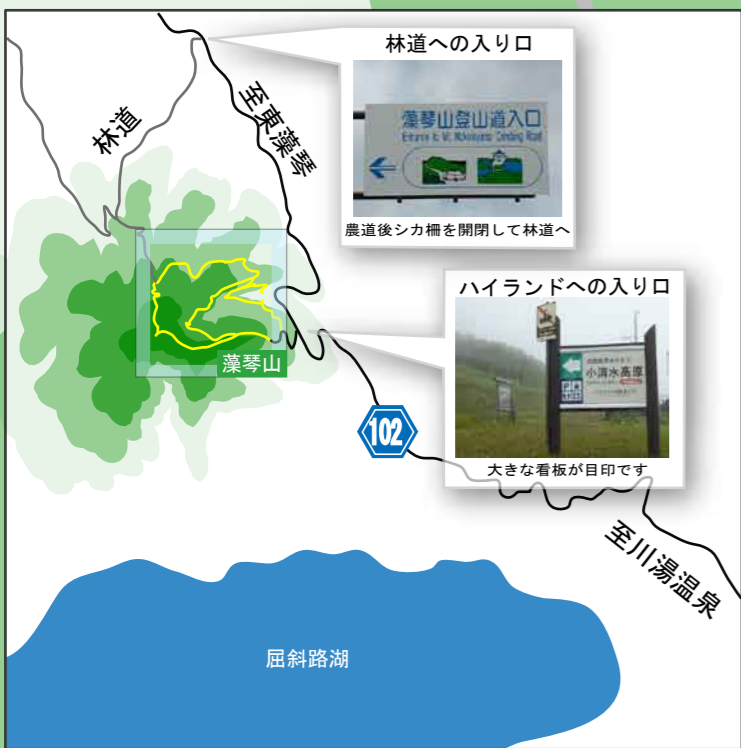 林道への入り口
藻琴山登山道入口
農道後シカ柵を開閉して林道へ
林道
至東藻琴
ハイランドへの入り口
小清水高原
大きな看板が目印です
藻琴山
102
至川湯温泉
屈斜路湖